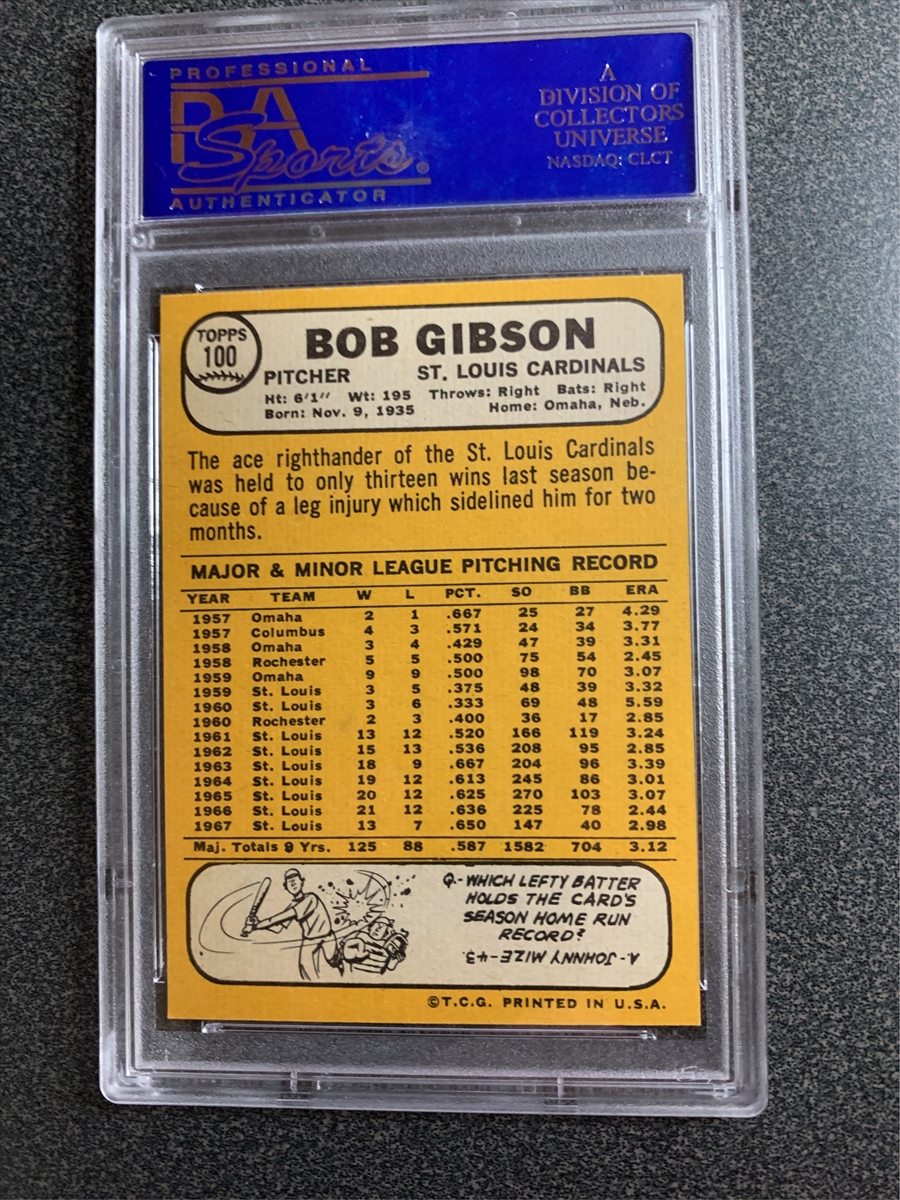 PROFESSIONAL
PSA
Sports®
AUTHENTICATOR
A
DIVISION OF
COLLECTORS
UNIVERSE
NASDAQ: CLCT
TOPPS
100
BOB GIBSON
PITCHER ST. LOUIS CARDINALS
Ht: 6'1" Wt: 195 Throws: Right Bats: Right
Born: Nov. 9, 1935 Home: Omaha, Neb.
The ace righthander of the St. Louis Cardinals
was held to only thirteen wins last season be-
cause of a leg injury which sidelined him for two
months.
MAJOR & MINOR LEAGUE PITCHING RECORD
YEAR TEAM W L PCT. SO BB ERA
1957 Omaha 2 1 .667 25 27 4.29
1957 Columbus 4 3 .571 24 34 3.77
1958 Omaha 3 4 .429 47 39 3.31
1958 Rochester 5 5 .500 75 54 2.45
1959 Omaha 9 9 .500 98 70 3.07
1959 St. Louis 3 5 .375 48 39 3.32
1960 St. Louis 3 6 .333 69 48 5.59
1960 Rochester 2 3 .400 36 17 2.85
1961 St. Louis 13 12 .520 166 119 3.24
1962 St. Louis 15 13 .536 208 95 2.85
1963 St. Louis 18 9 .667 204 96 3.39
1964 St. Louis 19 12 .613 245 86 3.01
1965 St. Louis 20 12 .625 270 103 3.07
1966 St. Louis 21 12 .636 225 78 2.44
1967 St. Louis 13 7 .650 147 40 2.98
Maj. Totals 9 Yrs. 125 88 .587 1582 704 3.12
Q.-WHICH LEFTY BATTER
HOLDS THE CARD'S
SEASON HOME RUN
RECORD?
A. JOHNNY MIZE-43.
©T.C.G. PRINTED IN U.S.A.